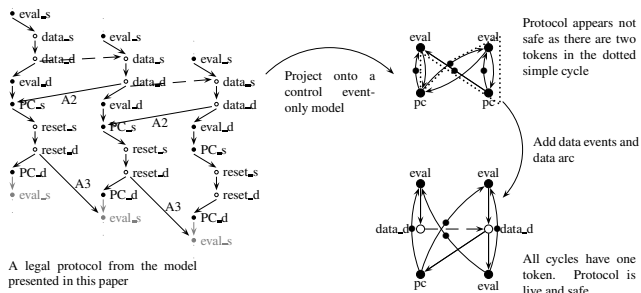 eval_s
data_s
data_d
eval_d
PC_s
reset_s
reset_d
PC_d
eval_s
A2
A3
eval_s
data_s
data_d
eval_d
PC_s
reset_s
reset_d
PC_d
eval_s
A2
A3
eval_s
data_s
data_d
eval_d
PC_s
reset_s
reset_d
PC_d
eval_s
A legal protocol from the model
presented in this paper
Project onto a
control event-
only model
eval eval
pc pc
Protocol appears not
safe as there are two
tokens in the dotted
simple cycle
Add data events and
data arc
eval eval
data_d data_d
pc eval
All cycles have one
token. Protocol is
live and safe